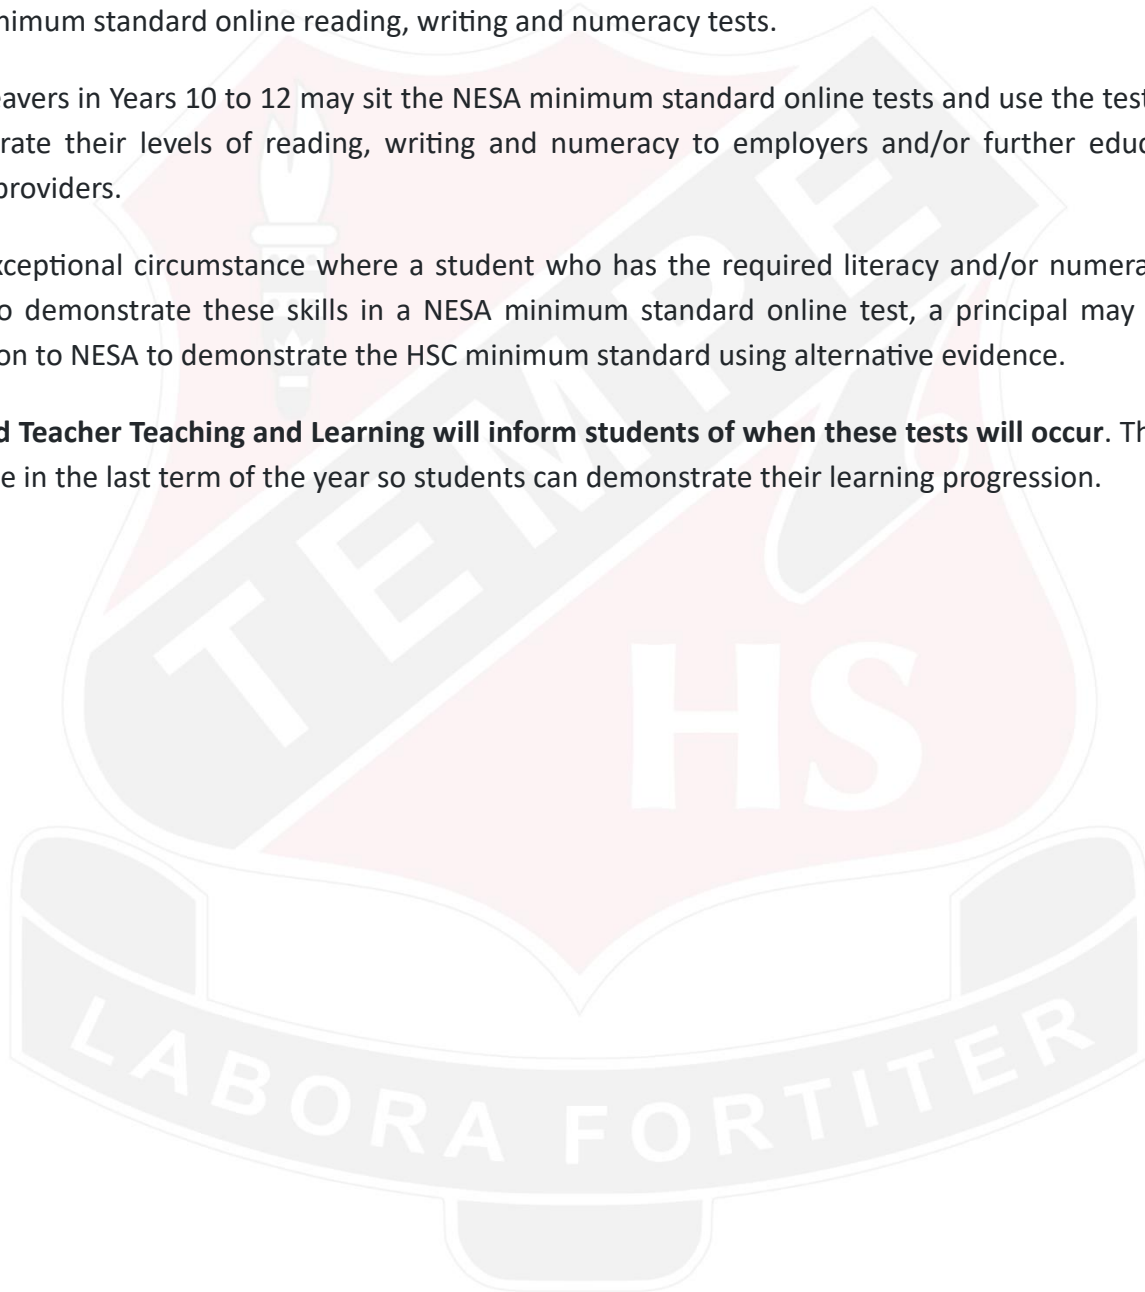 nimum standard online reading, writing and numeracy tests.
eavers in Years 10 to 12 may sit the NESA minimum standard online tests and use the test
rate their levels of reading, writing and numeracy to employers and/or further educ
providers.
xceptional circumstance where a student who has the required literacy and/or numera
o demonstrate these skills in a NESA minimum standard online test, a principal may
ion to NESA to demonstrate the HSC minimum standard using alternative evidence.
d Teacher Teaching and Learning will inform students of when these tests will occur. Th
e in the last term of the year so students can demonstrate their learning progression.
TEMPE
HS
LABORA FORTITER